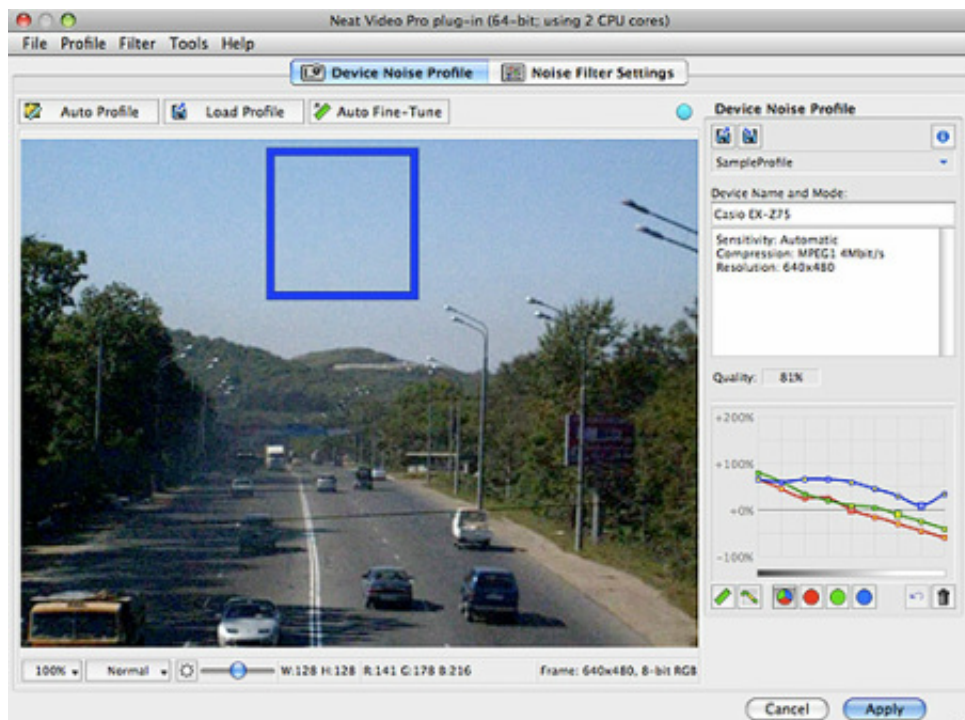 Neat Video Pro plug-in (64-bit; using 2 CPU cores)
File Profile Filter Tools Help
Device Noise Profile Noise Filter Settings
Auto Profile Load Profile Auto Fine-Tune
Device Noise Profile
SampleProfile
Device Name and Mode:
Casio EX-Z75
Sensitivity: Automatic
Compression: MPEG1 4Mbit/s
Resolution: 640x480
Quality: 81%
+200%
+100%
+0%
-100%
100% Normal W:128 H:128 R:141 G:178 B:216 Frame: 640x480, 8-bit RGB
Cancel Apply